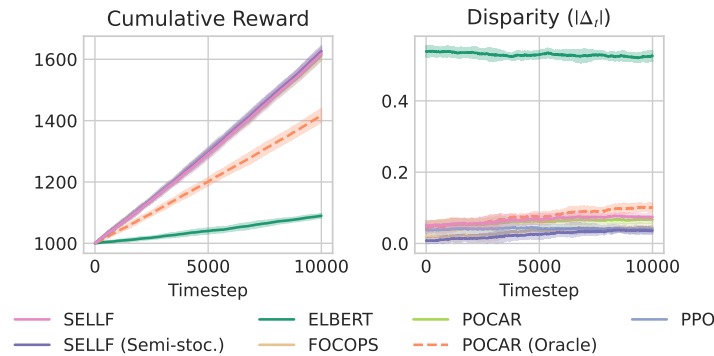 Cumulative Reward
1600
1400
1200
1000
0 5000 10000
Timestep
Disparity (|Δt|)
0.4
0.2
0.0
0 5000 10000
Timestep
SELLF ELBERT POCAR PPO
SELLF (Semi-stoc.) FOCOPS POCAR (Oracle)